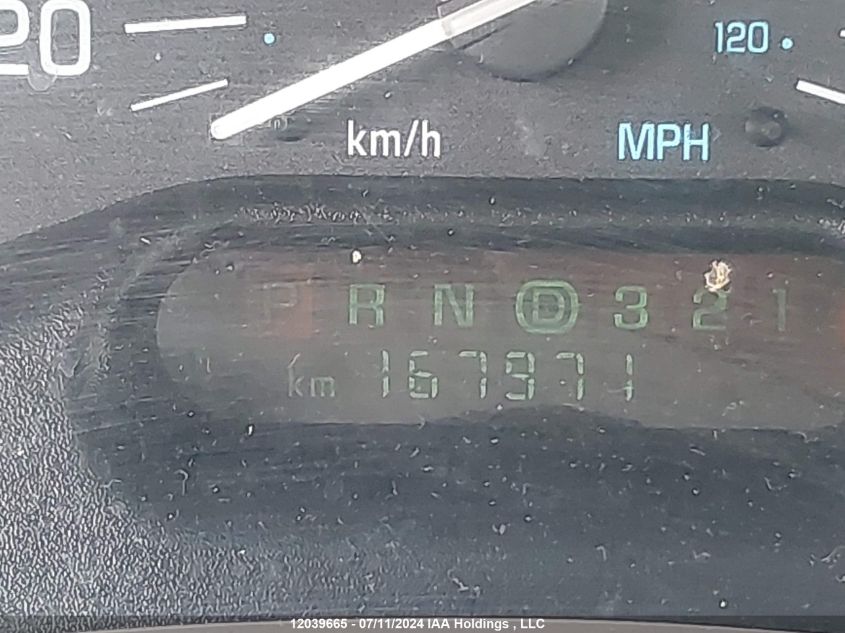 20
120
km/h MPH
P R N D 3 2 1
km 167971
12039665 - 07/11/2024 IAA Holdings , LLC